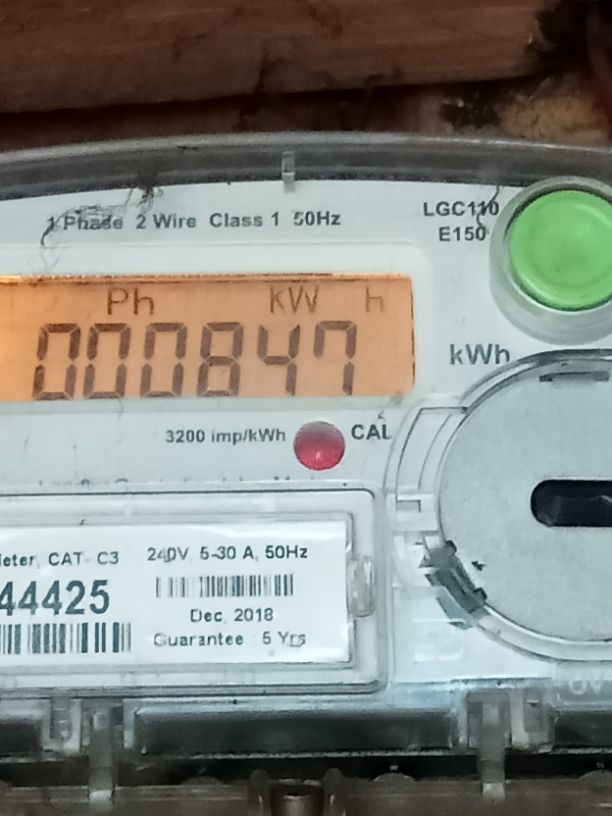 1 Phase 2 Wire Class 1 50Hz
LGC110
E150
Ph KW h
000847
kWh
3200 imp/kWh CAL
eter, CAT- C3 240V, 5-30 A, 50Hz
44425
Dec, 2018
Guarantee : 5 Yrs